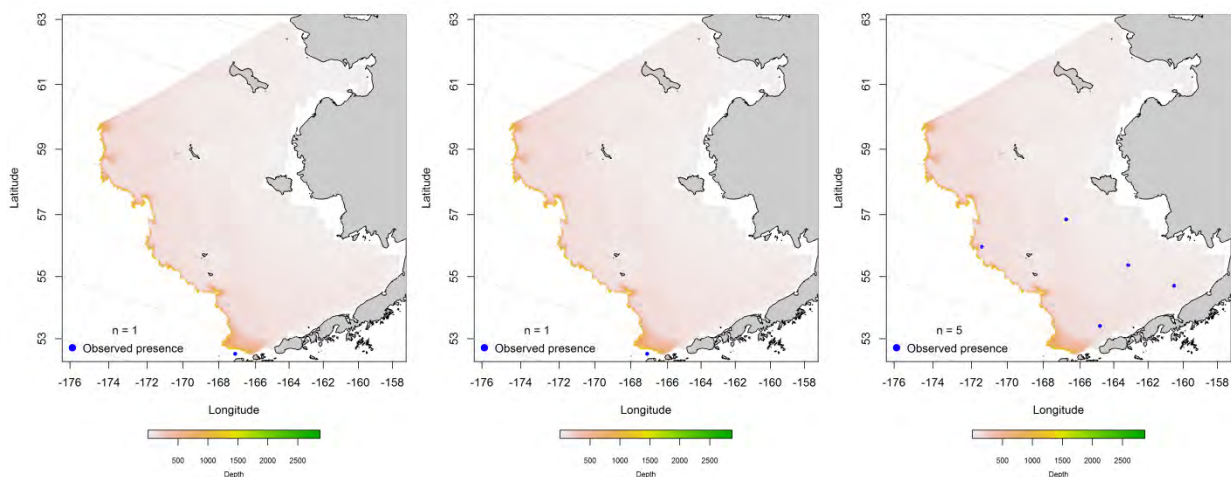 63
61
59
57
55
53
Latitude
n = 1
Observed presence
-176 -174 -172 -170 -168 -166 -164 -162 -160 -158
Longitude
500 1000 1500 2000 2500
Depth
63
61
59
57
55
53
Latitude
n = 1
Observed presence
-176 -174 -172 -170 -168 -166 -164 -162 -160 -158
Longitude
500 1000 1500 2000 2500
Depth
63
61
59
57
55
53
Latitude
n = 5
Observed presence
-176 -174 -172 -170 -168 -166 -164 -162 -160 -158
Longitude
500 1000 1500 2000 2500
Depth